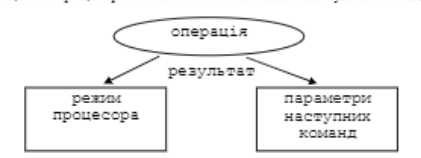 операція
результат
режим
процесора
параметри
наступних
команд